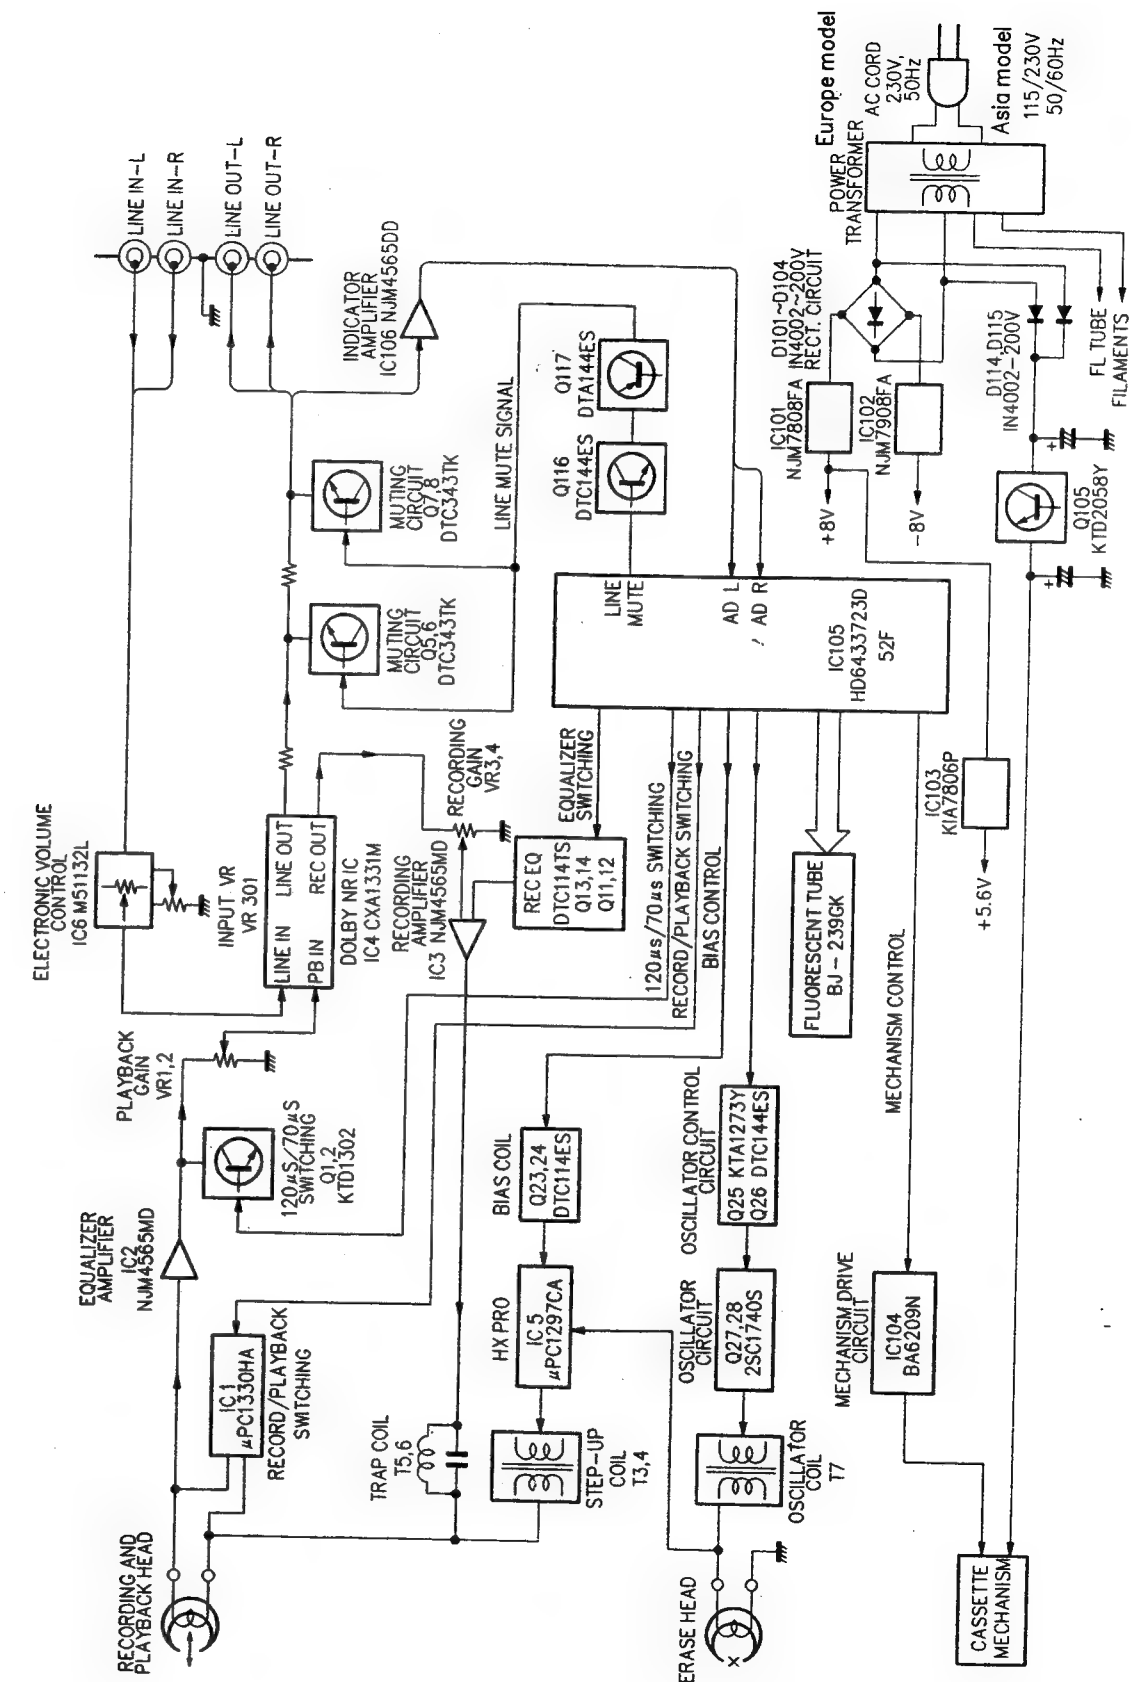 RECORDING AND
PLAYBACK HEAD
EQUALIZER
AMPLIFIER
IC2
NJM4565MD
IC1
µPC1330HA
RECORD/PLAYBACK
SWITCHING
120µS/70µS
SWITCHING
Q1,2
KTD1302
PLAYBACK
GAIN
VR1,2
ELECTRONIC VOLUME
CONTROL
IC6 M51132L
INPUT VR
VR 301
LINE IN LINE OUT
PB IN REC OUT
DOLBY NR IC
IC4 CXA1331M
RECORDING
AMPLIFIER
IC3 NJM4565MD
RECORDING
GAIN
VR3,4
MUTING
CIRCUIT
Q5,6
DTC343TK
MUTING
CIRCUIT
Q7,8
DTC343TK
LINE IN-L
LINE IN-R
LINE OUT-L
LINE OUT-R
INDICATOR
AMPLIFIER
IC106 NJM4565DD
LINE MUTE SIGNAL
Q116
DTC144ES
Q117
DTA144ES
TRAP COIL
T5,6
STEP-UP
COIL
T3,4
HX PRO
IC 5
µPC1297CA
BIAS COIL
Q23,24
DTC114ES
REC EQ
DTC114TS
Q13,14
Q11,12
EQUALIZER
SWITCHING
120µs/70µs SWITCHING
RECORD/PLAYBACK SWITCHING
BIAS CONTROL
LINE
MUTE
AD L
AD R
IC105
HD6433723D
52F
ERASE HEAD
OSCILLATOR
COIL
T7
OSCILLATOR
CIRCUIT
Q27,28
2SC1740S
OSCILLATOR CONTROL
CIRCUIT
Q25 KTA1273Y
Q26 DTC144ES
FLUORESCENT TUBE
BJ-239GK
MECHANISM CONTROL
MECHANISM DRIVE
CIRCUIT
IC104
BA6209N
CASSETTE
MECHANISM
+5.6V
IC103
KIA7806P
+8V
-8V
IC101
NJM7808FA
IC102
NJM7908FA
D101~D104
IN4002~200V
RECT. CIRCUIT
D114,D115
IN4002-200V
Q105
KTD2058Y
FL TUBE
FILAMENTS
POWER
TRANSFORMER
Europe model
AC CORD
230V,
50Hz
Asia model
115/230V
50/60Hz